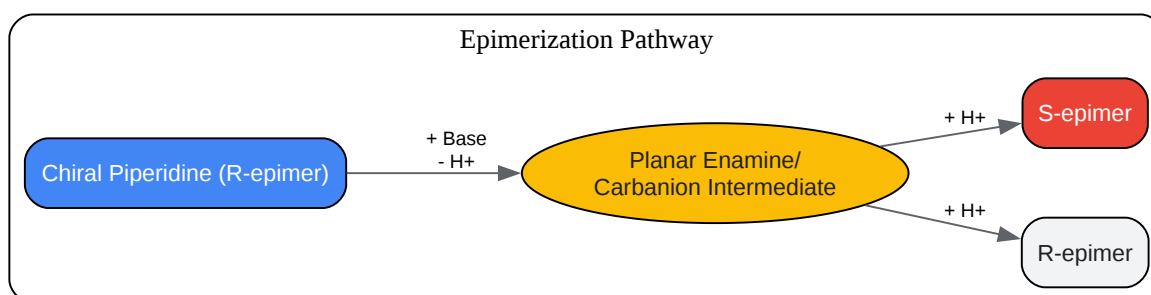 Epimerization Pathway
Chiral Piperidine (R-epimer)
+ Base
- H+
Planar Enamine/
Carbanion Intermediate
+ H+
S-epimer
+ H+
R-epimer